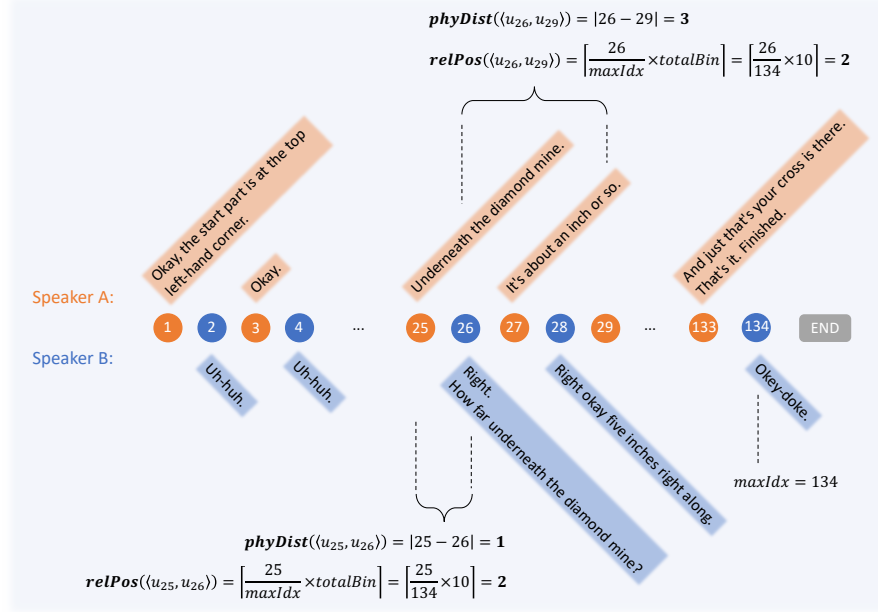 phyDist(⟨u₂₆, u₂₉⟩) = |26 − 29| = 3
relPos(⟨u₂₆, u₂₉⟩) = ⌈26/maxIdx ×totalBin⌉ = ⌈26/134 ×10⌉ = 2
Okay, the start part is at the top
left-hand corner.
Okay.
Underneath the diamond mine.
It's about an inch or so.
And just that's your cross is there.
That's it. Finished.
Speaker A:
1 2 3 4 ... 25 26 27 28 29 ... 133 134 END
Speaker B:
Uh-huh.
Uh-huh.
Right.
How far underneath the diamond mine?
Right okay five inches right along.
Okey-doke.
maxIdx = 134
phyDist(⟨u₂₅, u₂₆⟩) = |25 − 26| = 1
relPos(⟨u₂₅, u₂₆⟩) = ⌈25/maxIdx ×totalBin⌉ = ⌈25/134 ×10⌉ = 2